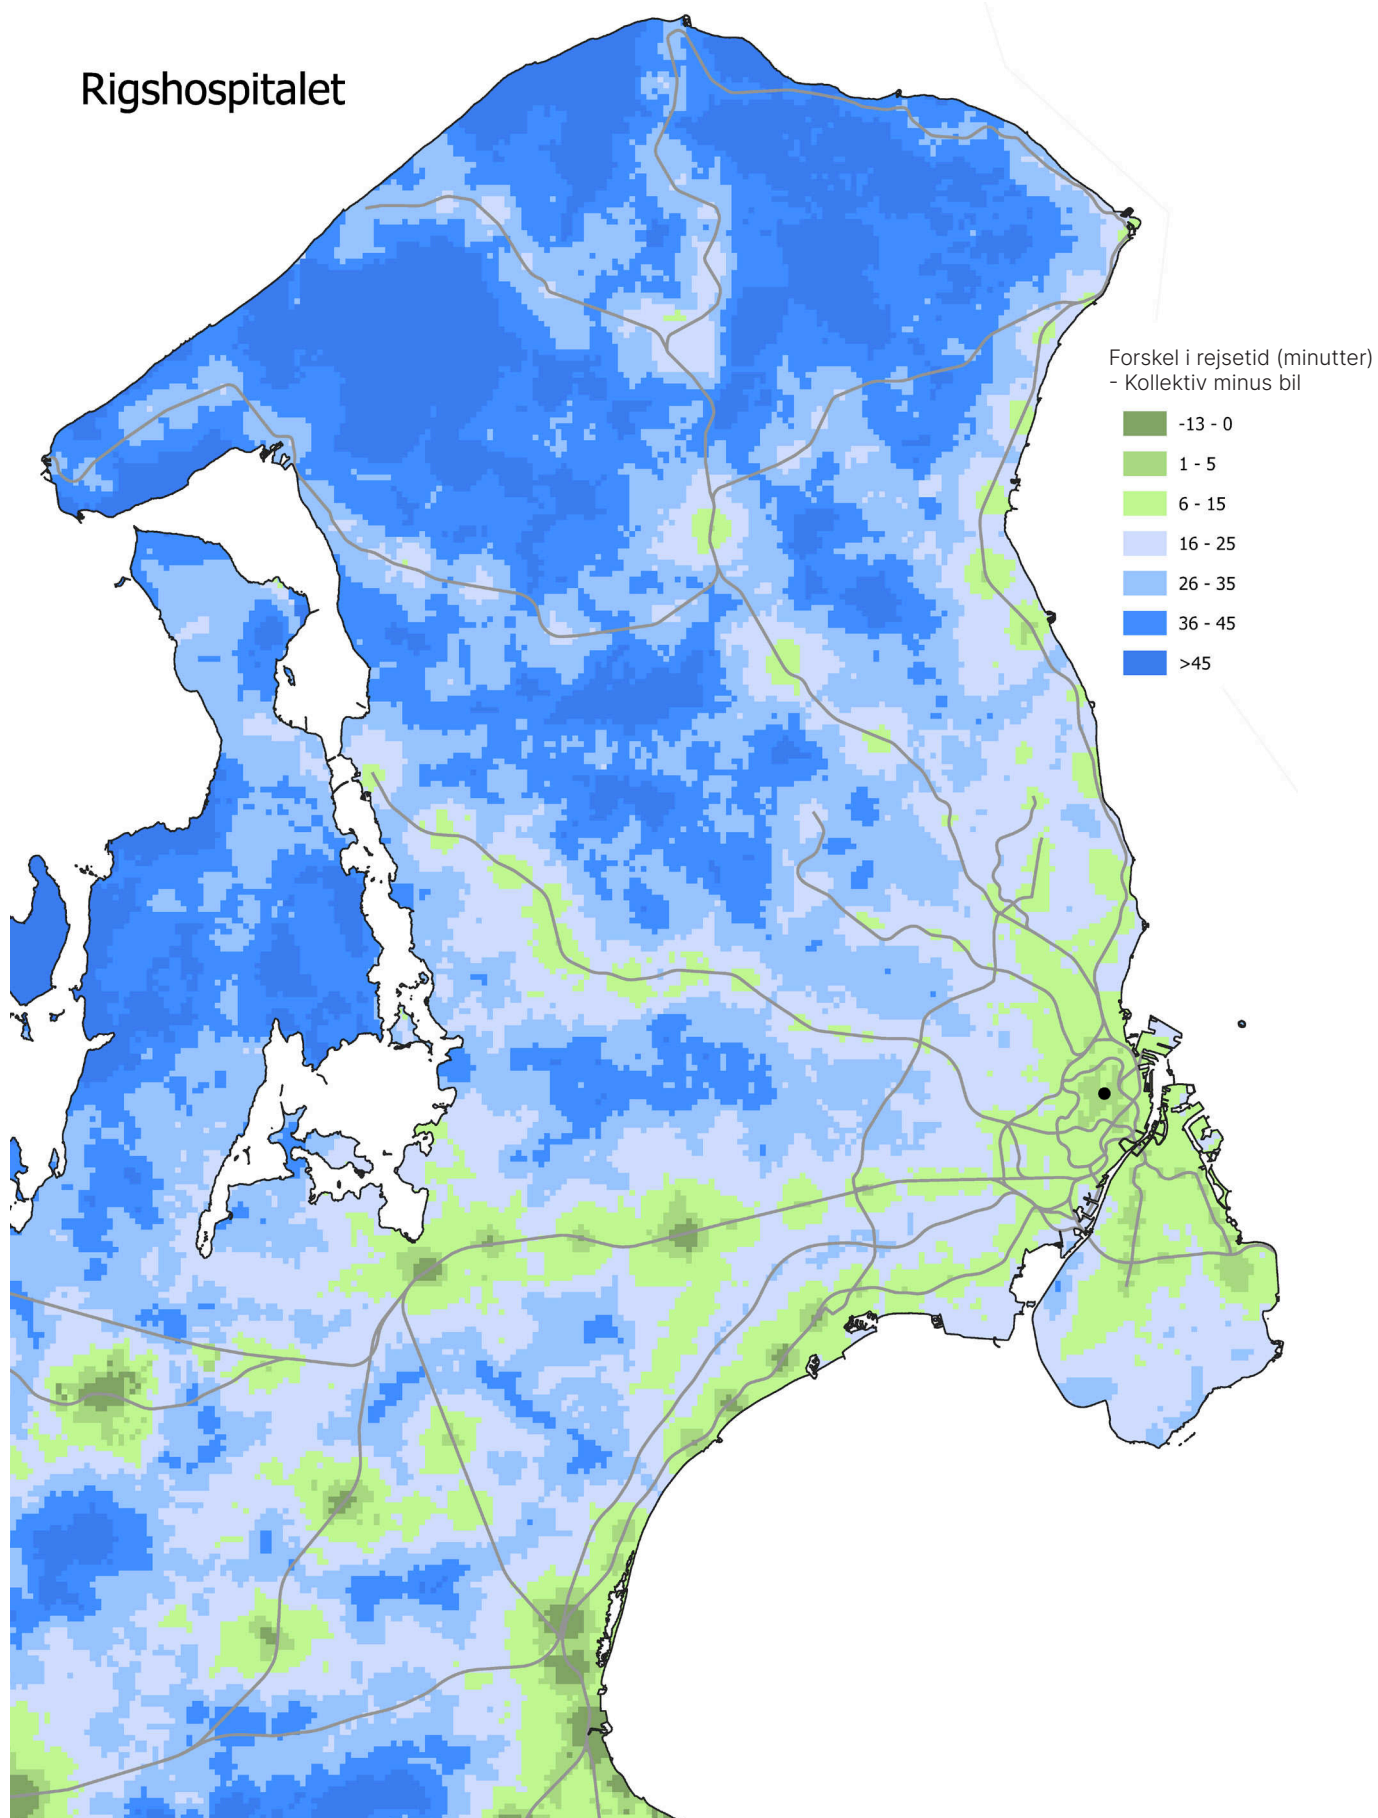 Rigshospitalet
Forskel i rejsetid (minutter)
- Kollektiv minus bil
-13 - 0
1 - 5
6 - 15
16 - 25
26 - 35
36 - 45
>45